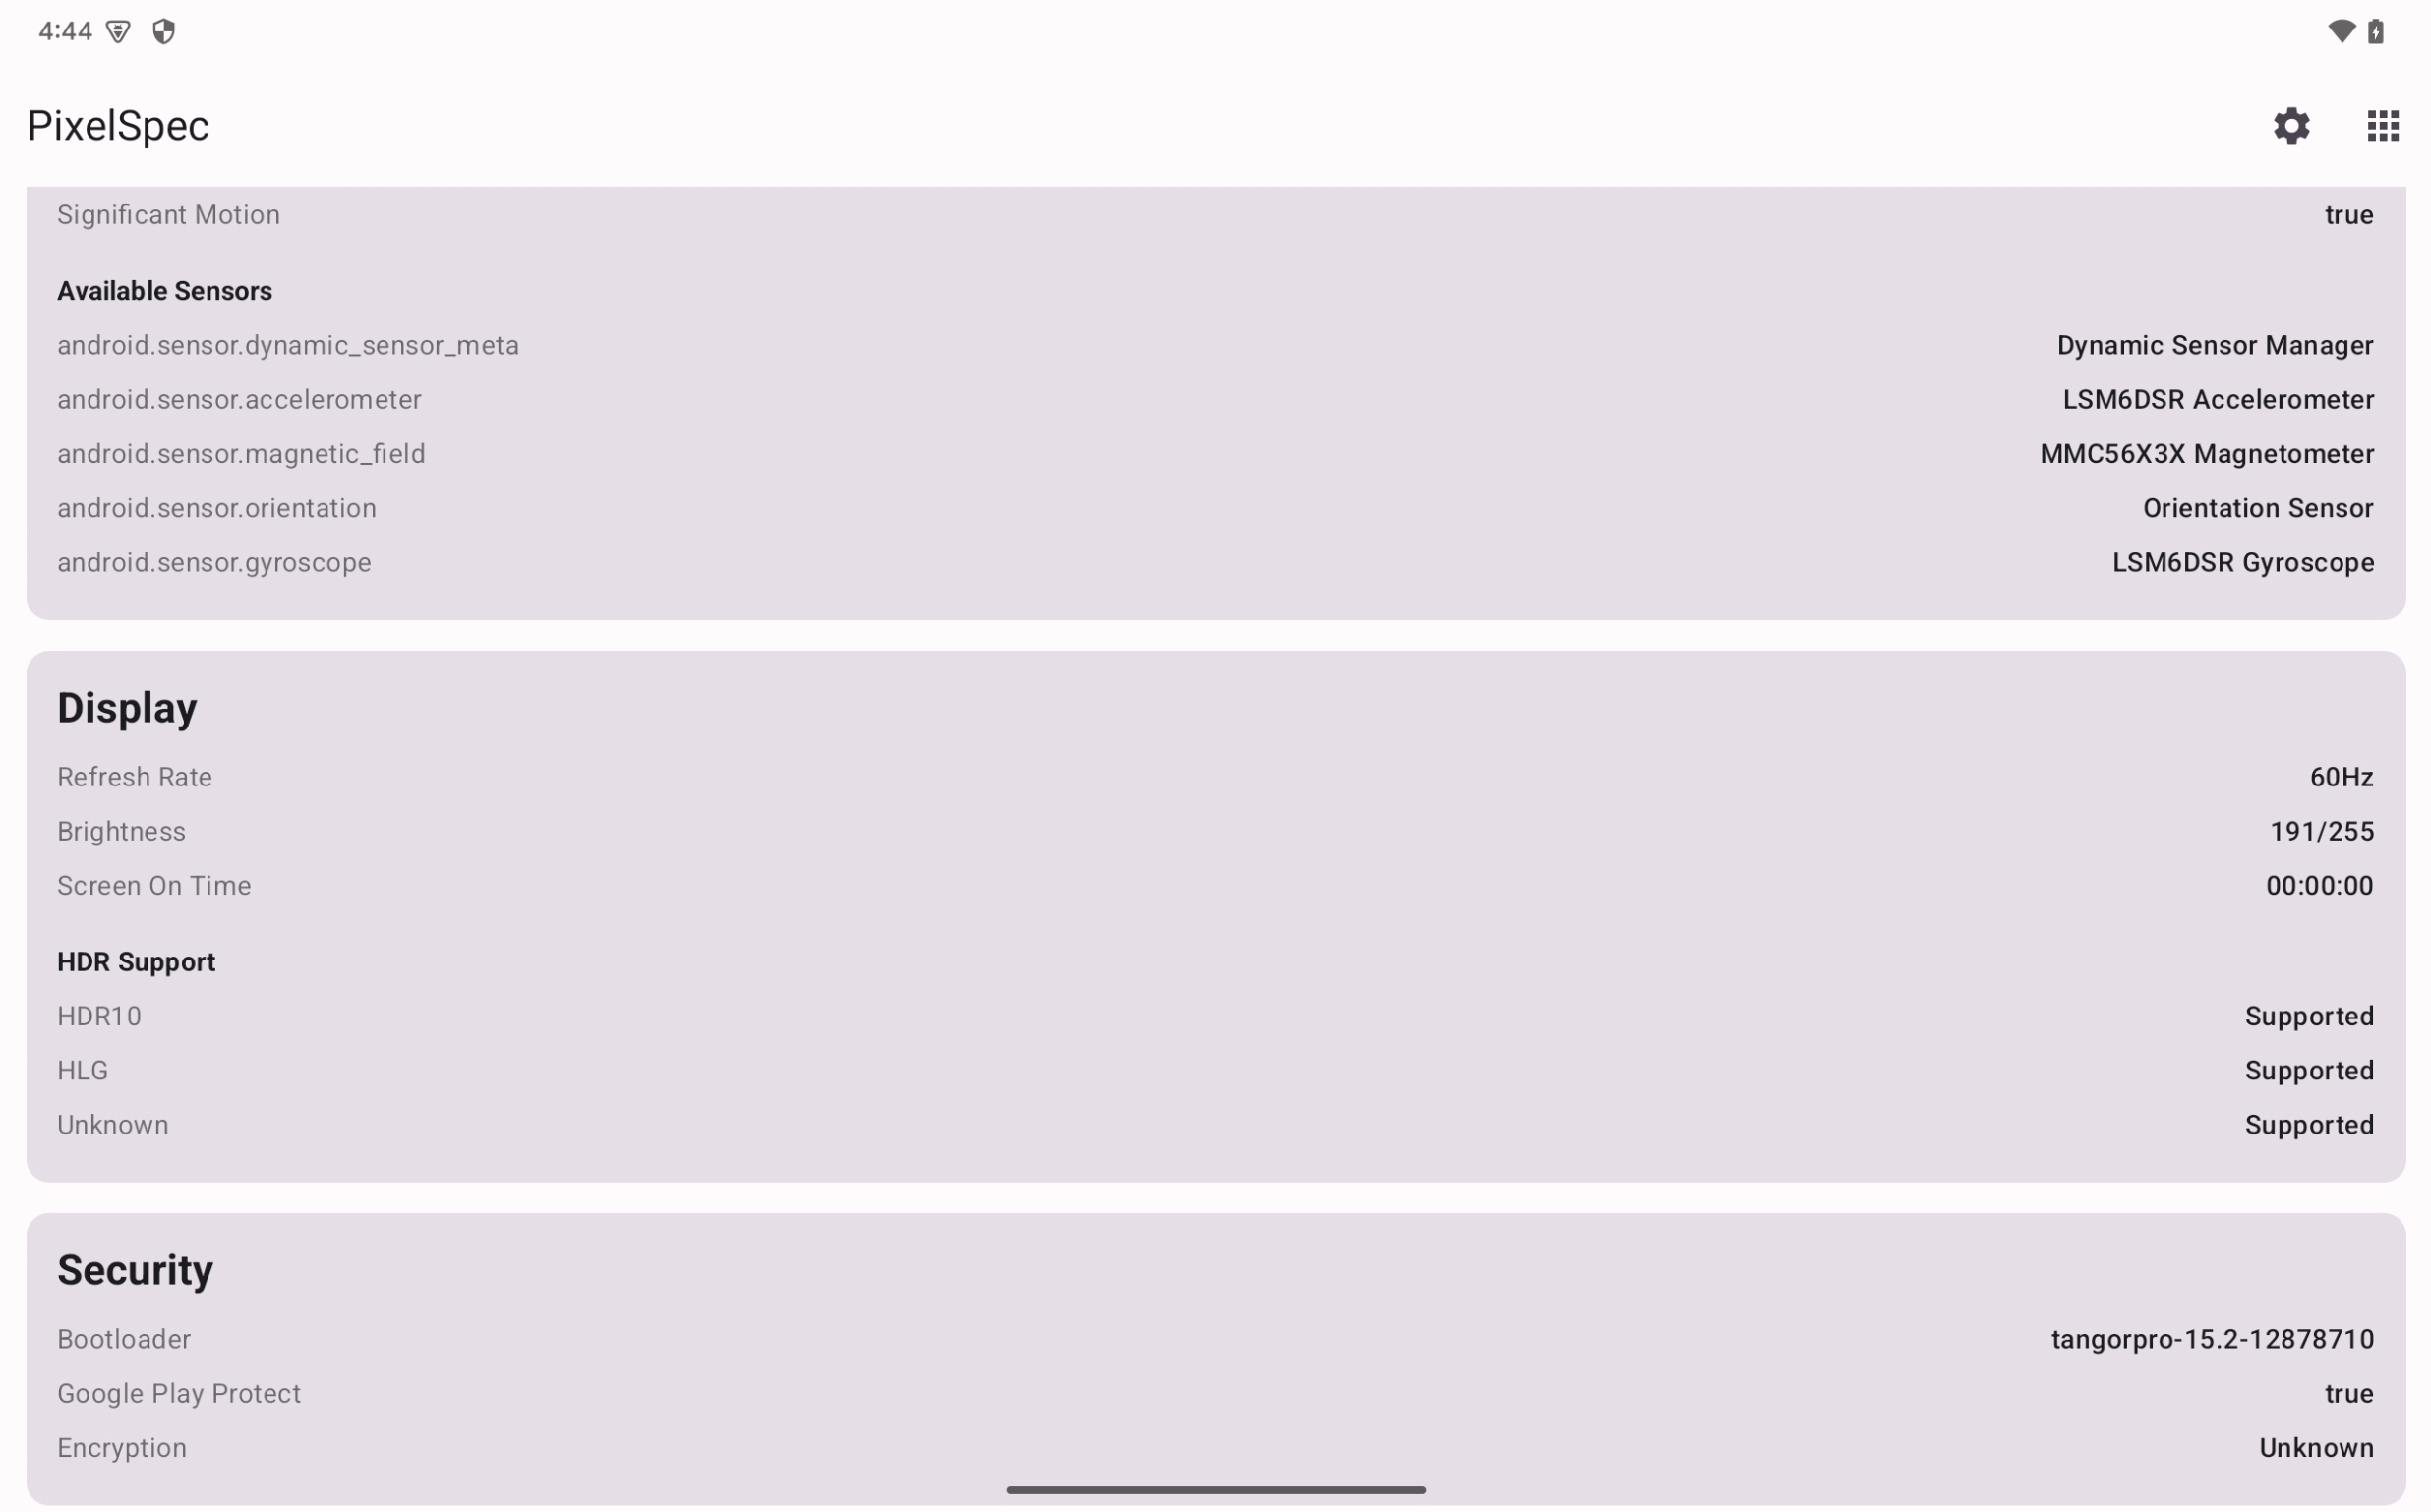 4:44
PixelSpec
Significant Motion true
Available Sensors
android.sensor.dynamic_sensor_meta Dynamic Sensor Manager
android.sensor.accelerometer LSM6DSR Accelerometer
android.sensor.magnetic_field MMC56X3X Magnetometer
android.sensor.orientation Orientation Sensor
android.sensor.gyroscope LSM6DSR Gyroscope
Display
Refresh Rate 60Hz
Brightness 191/255
Screen On Time 00:00:00
HDR Support
HDR10 Supported
HLG Supported
Unknown Supported
Security
Bootloader tangorpro-15.2-12878710
Google Play Protect true
Encryption Unknown